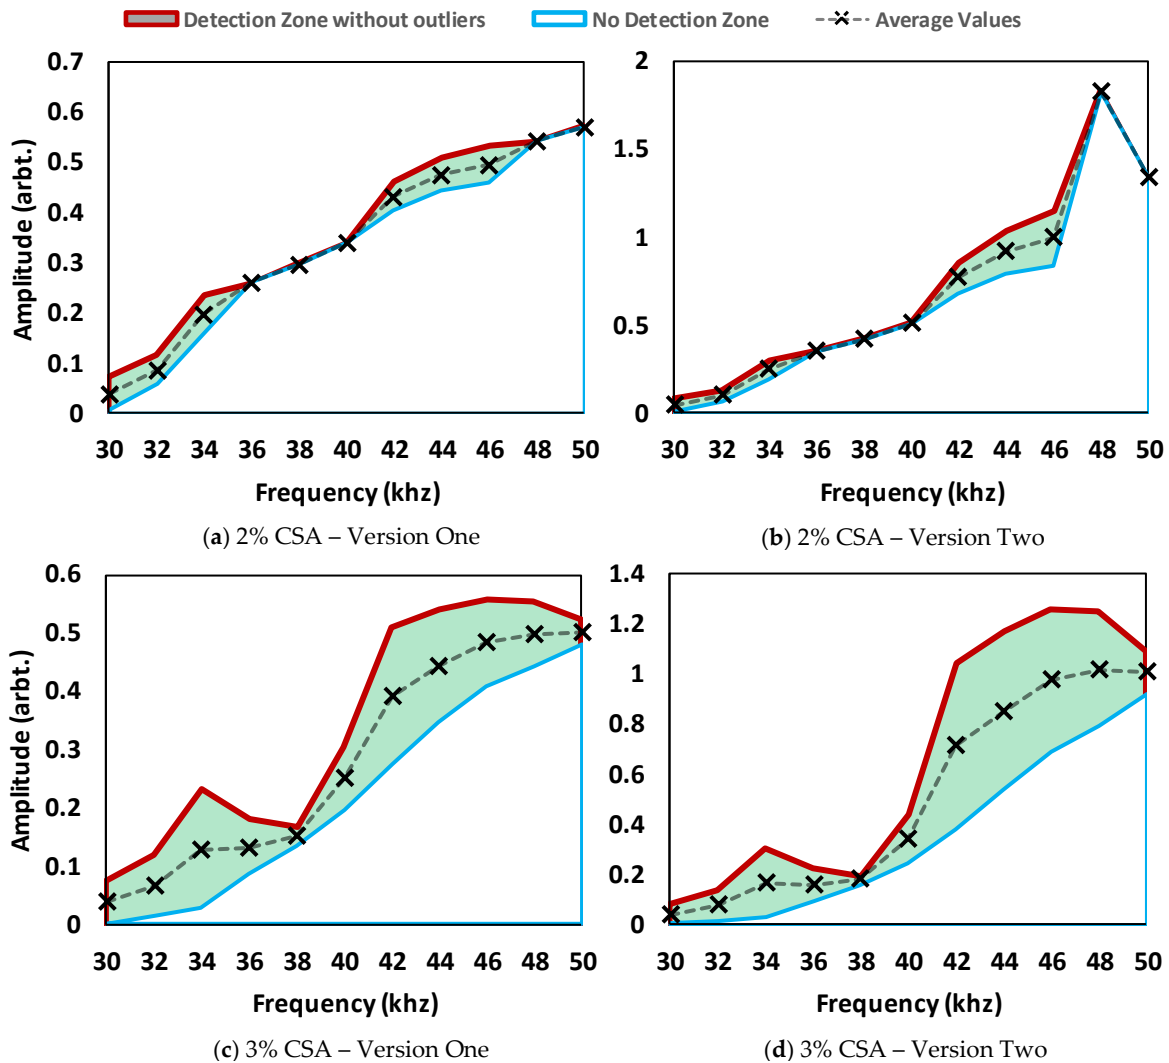 Detection Zone without outliers No Detection Zone Average Values
0.7
0.6
0.5
0.4
0.3
0.2
0.1
0
Amplitude (arbt.)
30 32 34 36 38 40 42 44 46 48 50
Frequency (khz)
(a) 2% CSA – Version One
2
1.5
1
0.5
0
30 32 34 36 38 40 42 44 46 48 50
Frequency (khz)
(b) 2% CSA – Version Two
0.6
0.5
0.4
0.3
0.2
0.1
0
Amplitude (arbt.)
30 32 34 36 38 40 42 44 46 48 50
Frequency (khz)
(c) 3% CSA – Version One
1.4
1.2
1
0.8
0.6
0.4
0.2
0
30 32 34 36 38 40 42 44 46 48 50
Frequency (khz)
(d) 3% CSA – Version Two